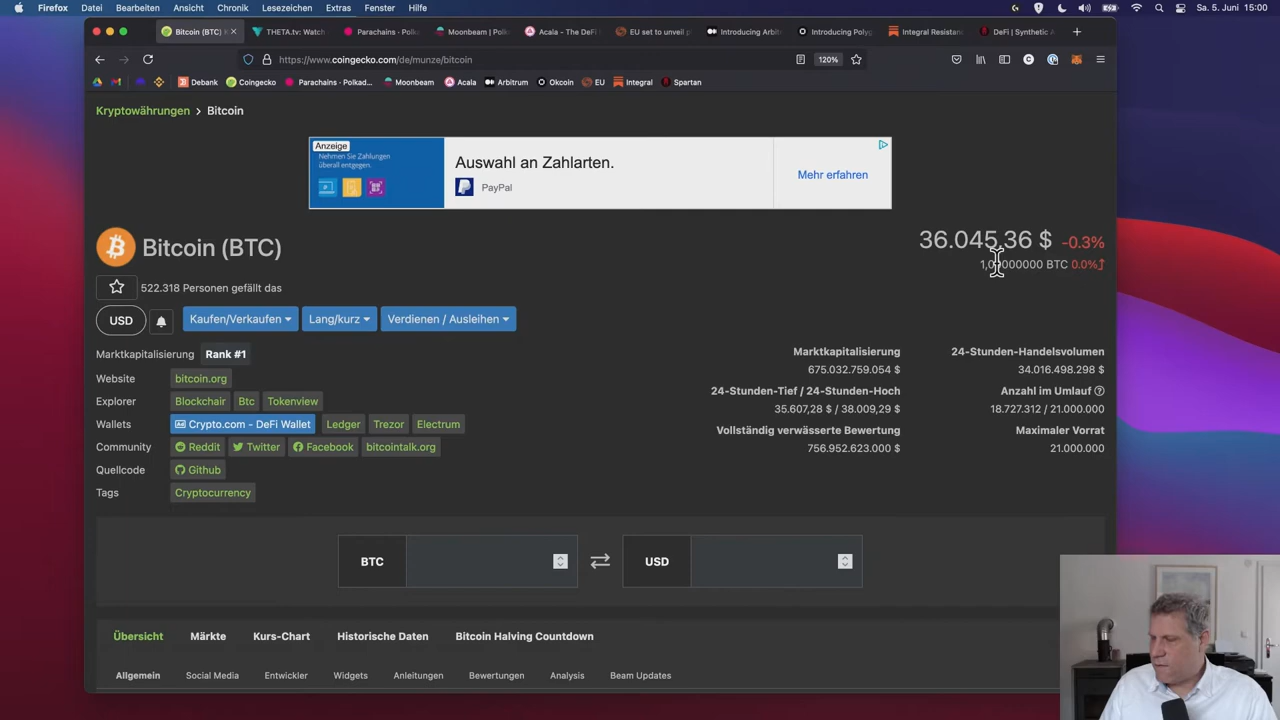 Firefox Datei Bearbeiten Ansicht Chronik Lesezeichen Extras Fenster Hilfe Sa. 5. Juni 15:00
Bitcoin (BTC) THETA.tv: Watch Parachains - Polk Moonbeam | Pol Acala - The DeFi EU set to unveil p Introducing Arbit Introducing Polyg Integral Resistan DeFi | Synthetic A
https://www.coingecko.com/de/munze/bitcoin 120%
Debank Coingecko Parachains - Polkad... Moonbeam Acala Arbitrum Okcoin EU Integral Spartan
Kryptowährungen > Bitcoin
Anzeige
Nehmen Sie Zahlungen
überall entgegen.
Auswahl an Zahlarten.
PayPal
Mehr erfahren
Bitcoin (BTC)
36.045,36 $ -0.3%
1,00000000 BTC 0.0%
522.318 Personen gefällt das
USD Kaufen/Verkaufen Lang/kurz Verdienen / Ausleihen
Marktkapitalisierung Rank #1
Website bitcoin.org
Explorer Blockchair Btc Tokenview
Wallets Crypto.com - DeFi Wallet Ledger Trezor Electrum
Community Reddit Twitter Facebook bitcointalk.org
Quellcode Github
Tags Cryptocurrency
Marktkapitalisierung 24-Stunden-Handelsvolumen
675.032.759.054 $ 34.016.498.298 $
24-Stunden-Tief / 24-Stunden-Hoch Anzahl im Umlauf ?
35.607,28 $ / 38.009,29 $ 18.727.312 / 21.000.000
Vollständig verwässerte Bewertung Maximaler Vorrat
756.952.623.000 $ 21.000.000
BTC USD
Übersicht Märkte Kurs-Chart Historische Daten Bitcoin Halving Countdown
Allgemein Social Media Entwickler Widgets Anleitungen Bewertungen Analysis Beam Updates